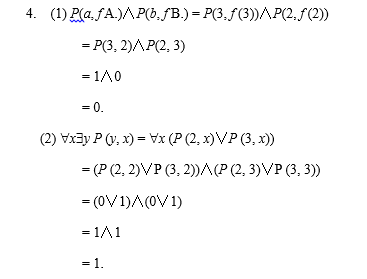 4. (1) P(a, f A.)∧P(b, f B.) = P(3, f (3))∧P(2, f (2))
= P(3, 2)∧P(2, 3)
= 1∧0
= 0.
(2) ∀x∃y P (y, x) = ∀x (P (2, x)∨P (3, x))
= (P (2, 2)∨P (3, 2))∧(P (2, 3)∨P (3, 3))
= (0∨1)∧(0∨1)
= 1∧1
= 1.